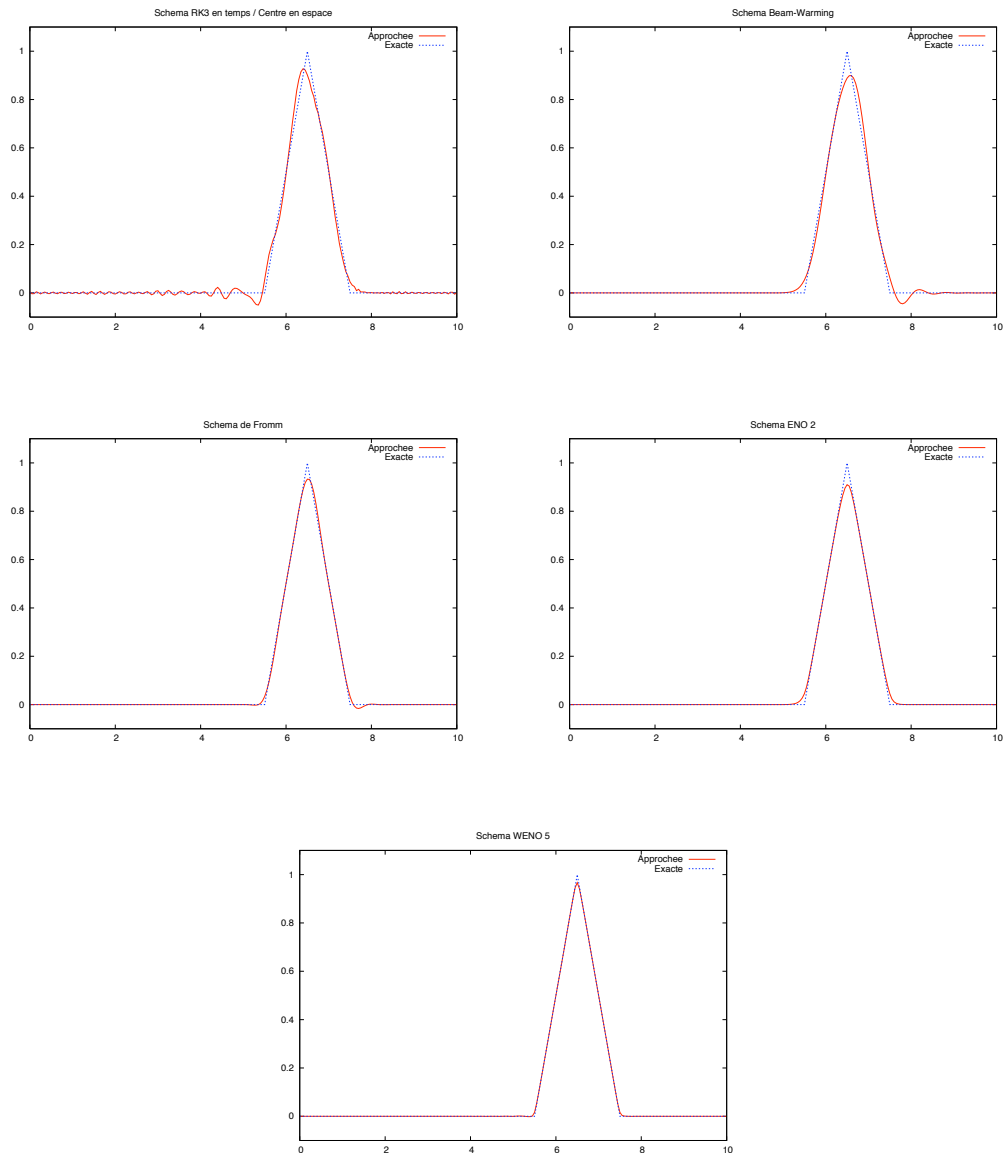 Schema RK3 en temps / Centre en espace
Approchee
Exacte
1
0.8
0.6
0.4
0.2
0
0 2 4 6 8 10
Schema Beam-Warming
Approchee
Exacte
1
0.8
0.6
0.4
0.2
0
0 2 4 6 8 10
Schema de Fromm
Approchee
Exacte
1
0.8
0.6
0.4
0.2
0
0 2 4 6 8 10
Schema ENO 2
Approchee
Exacte
1
0.8
0.6
0.4
0.2
0
0 2 4 6 8 10
Schema WENO 5
Approchee
Exacte
1
0.8
0.6
0.4
0.2
0
0 2 4 6 8 10